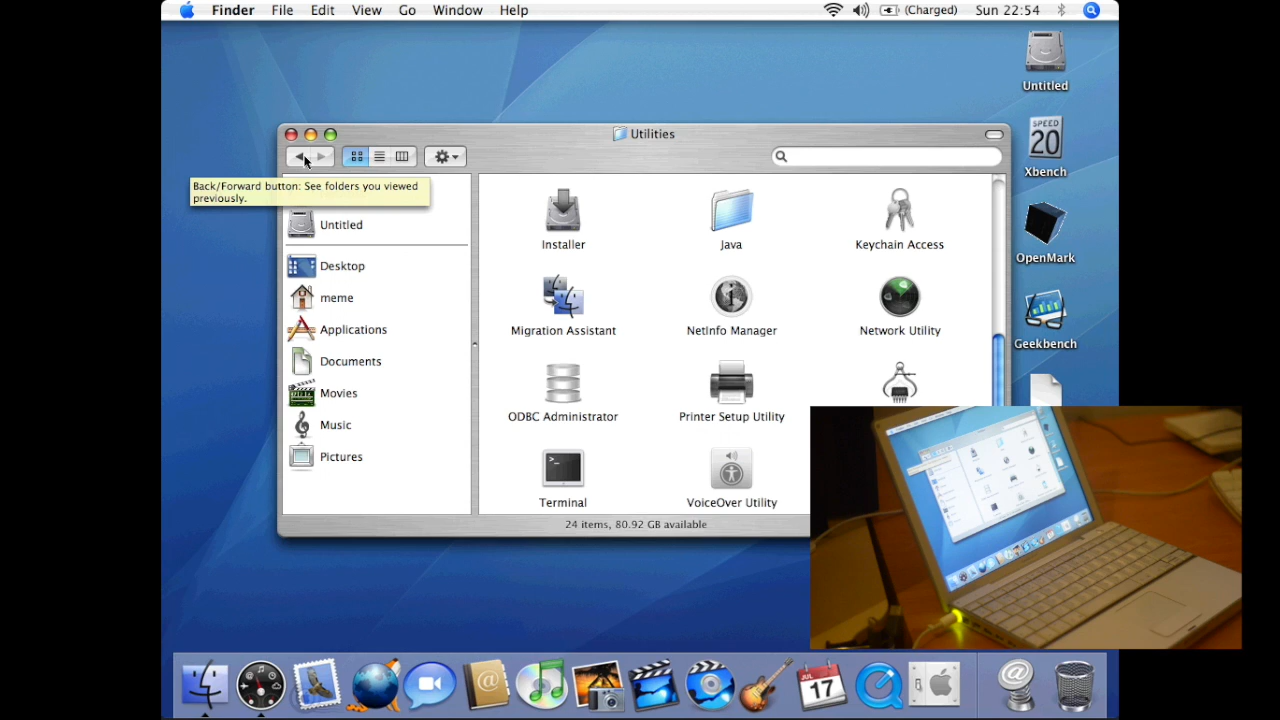 Finder File Edit View Go Window Help (Charged) Sun 22:54
Untitled
SPEED
20
Xbench
OpenMark
Geekbench
Utilities
Back/Forward button: See folders you viewed
previously.
Untitled
Desktop
meme
Applications
Documents
Movies
Music
Pictures
Installer Java Keychain Access
Migration Assistant NetInfo Manager Network Utility
ODBC Administrator Printer Setup Utility
>_
Terminal VoiceOver Utility
24 items, 80.92 GB available
JUL
17